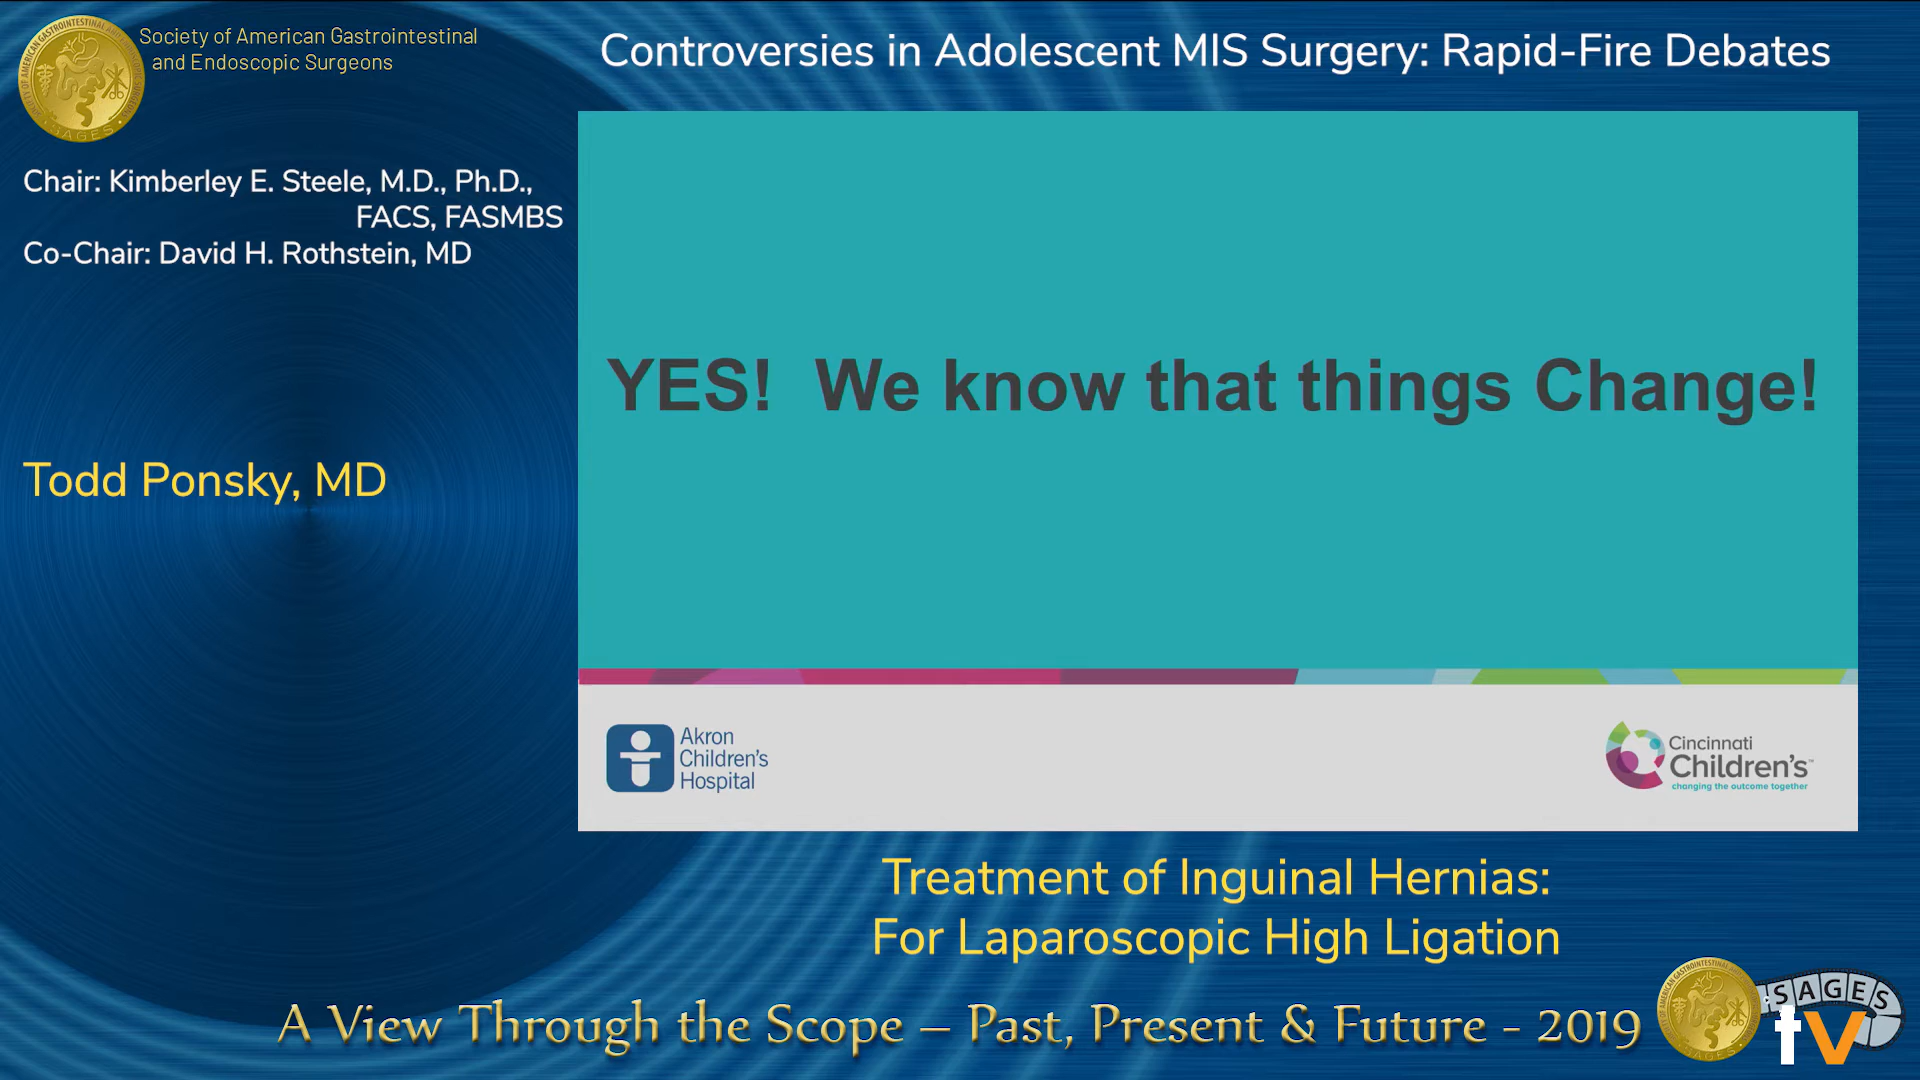 Society of American Gastrointestinal
and Endoscopic Surgeons
Controversies in Adolescent MIS Surgery: Rapid-Fire Debates
Chair: Kimberley E. Steele, M.D., Ph.D.,
FACS, FASMBS
Co-Chair: David H. Rothstein, MD
Todd Ponsky, MD
YES! We know that things Change!
Akron
Children's
Hospital
Cincinnati
Children's™
changing the outcome together
Treatment of Inguinal Hernias:
For Laparoscopic High Ligation
A View Through the Scope – Past, Present & Future - 2019
SAGES
tv